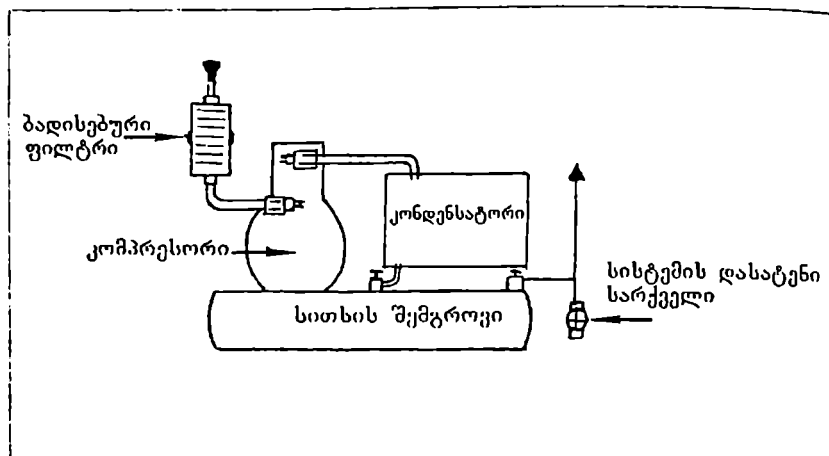 ბადისებური
ფილტრი
კონდენსატორი
კომპრესორი
სისტემის დასატენი
სარქველი
სითხის შემგროვი